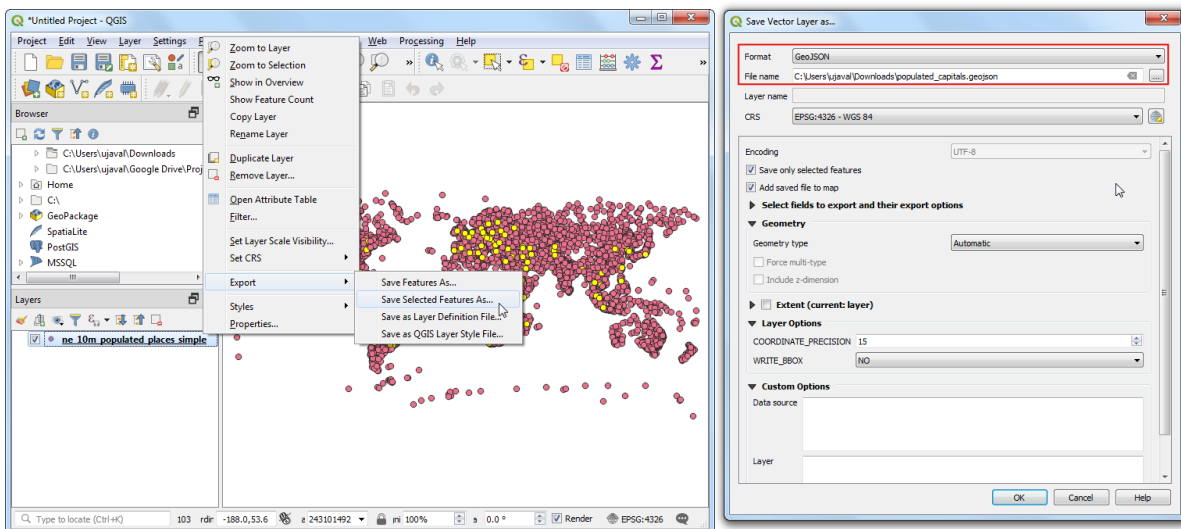 *Untitled Project - QGIS
Project Edit View Layer Settings P Web Processing Help
»
»
Browser
C:\Users\ujaval\Downloads
C:\Users\ujaval\Google Drive\Proj
Home
C:\
GeoPackage
SpatiaLite
PostGIS
MSSQL
Layers
ne_10m_populated_places_simple
Zoom to Layer
Zoom to Selection
Show in Overview
Show Feature Count
Copy Layer
Rename Layer
Duplicate Layer
Remove Layer...
Open Attribute Table
Filter...
Set Layer Scale Visibility...
Set CRS
Export
Styles
Properties...
Save Features As...
Save Selected Features As...
Save as Layer Definition File...
Save as QGIS Layer Style File...
Type to locate (Ctrl+K) 103 rdir -188.0,53.6 243101492 100% 0.0 ° Render EPSG:4326
Save Vector Layer as...
Format GeoJSON
File name C:\Users\ujaval\Downloads\populated_capitals.geojson ...
Layer name
CRS EPSG:4326 - WGS 84
Encoding UTF-8
Save only selected features
Add saved file to map
Select fields to export and their export options
Geometry
Geometry type Automatic
Force multi-type
Include z-dimension
Extent (current: layer)
Layer Options
COORDINATE_PRECISION 15
WRITE_BBOX NO
Custom Options
Data source
Layer
OK Cancel Help